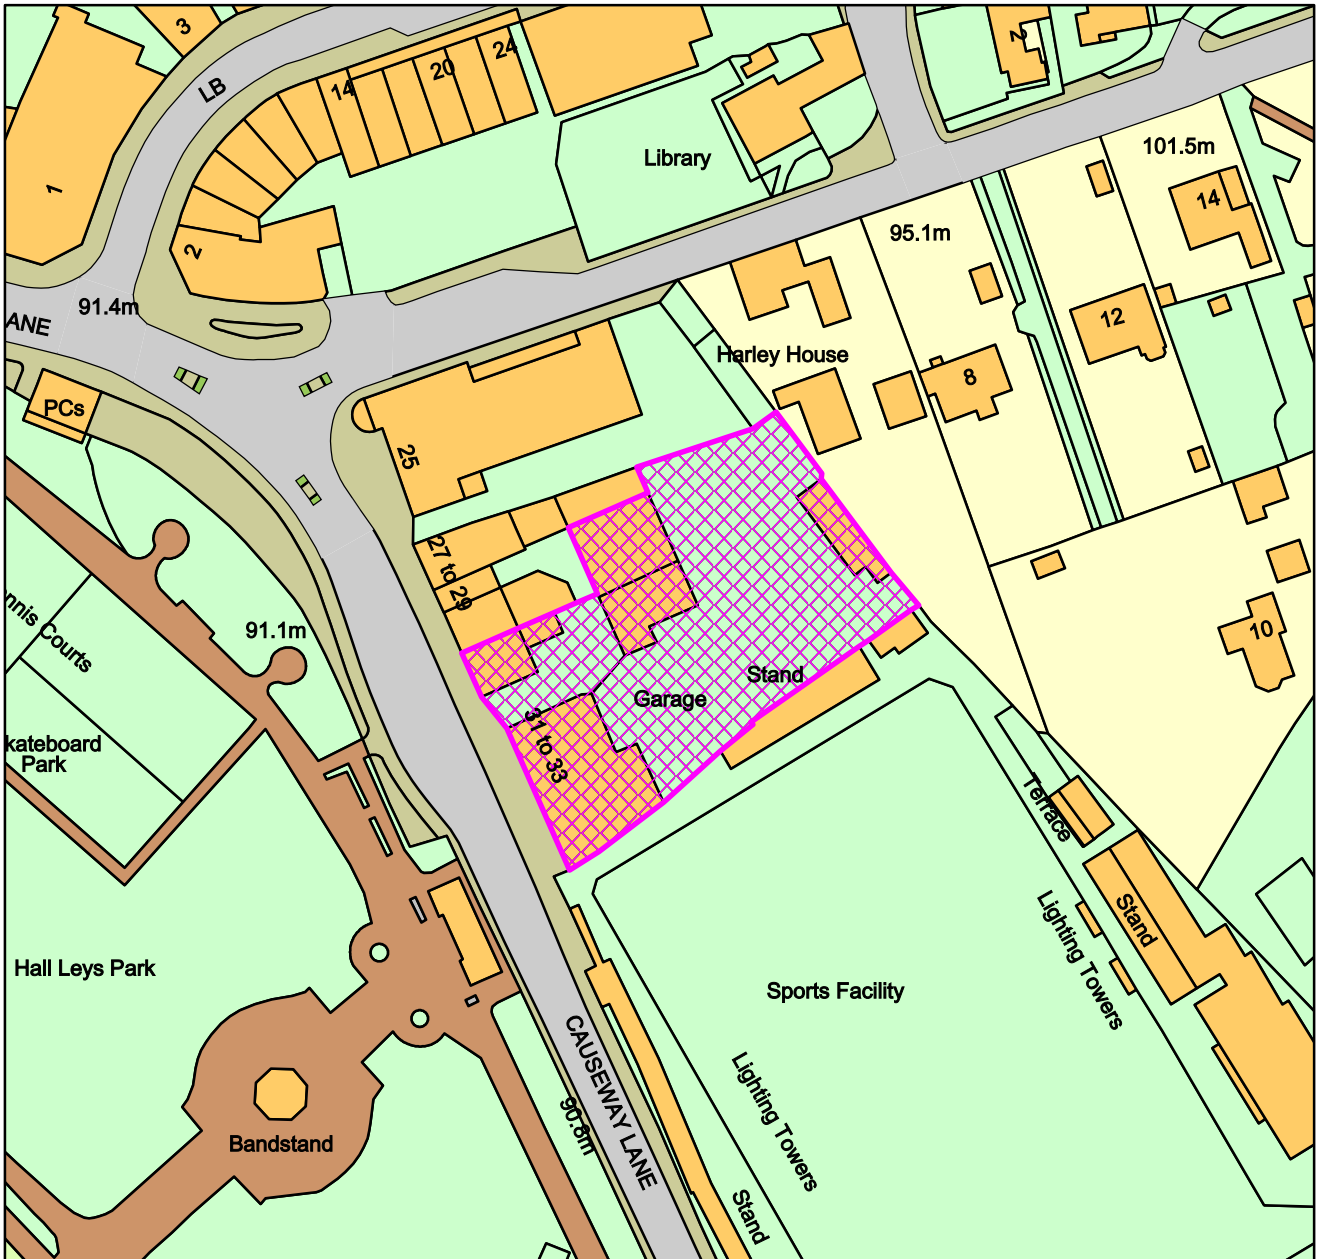 3
24
20
14
LB
2
1
2
Library
101.5m
14
95.1m
91.4m
ANE
12
Harley House
8
PCs
25
27 to 29
nnis Courts
91.1m
10
Stand
Garage
31 to 33
kateboard
Park
Terrace
Stand
Lighting Towers
Hall Leys Park
Sports Facility
CAUSEWAY LANE
90.8m
Lighting Towers
Bandstand
Stand